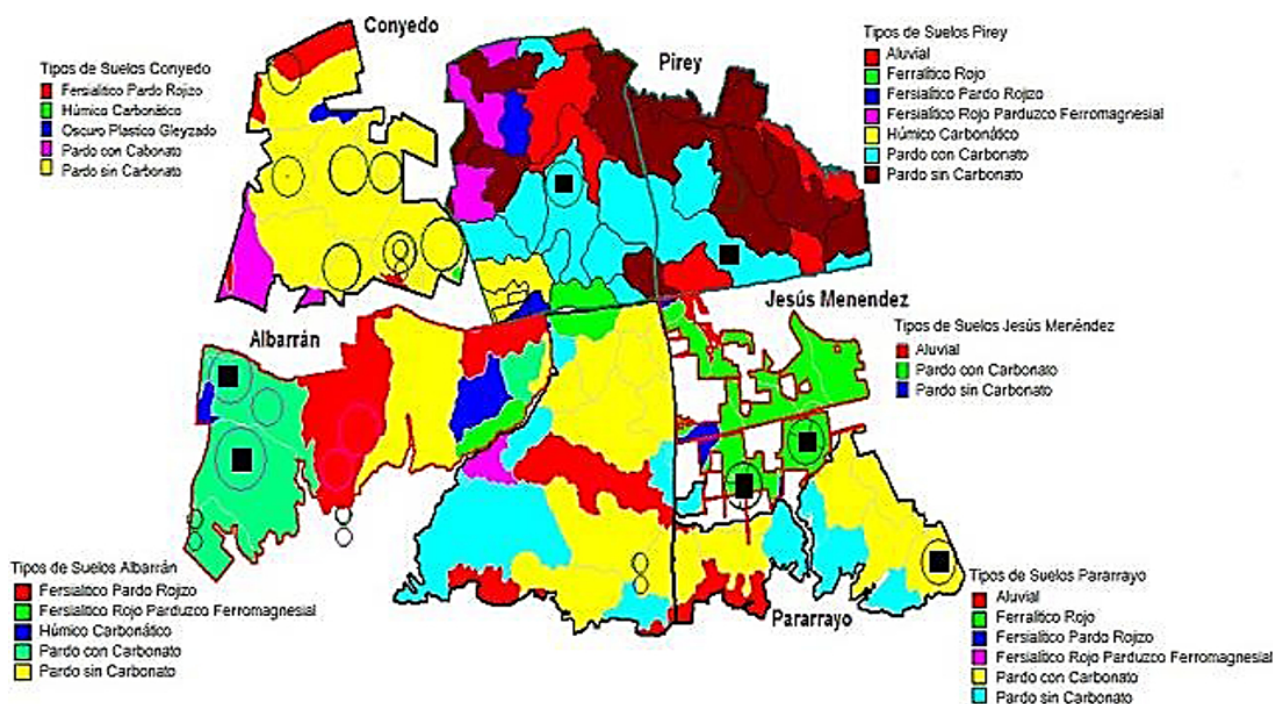 Conyedo
Tipos de Suelos Conyedo
Fersialítico Pardo Rojizo
Húmico Carbonático
Oscuro Plastico Gleyzado
Pardo con Cabonato
Pardo sin Carbonato
Pirey
Tipos de Suelos Pirey
Aluvial
Ferralítico Rojo
Fersialítico Pardo Rojizo
Fersialítico Rojo Parduzco Ferromagnesial
Húmico Carbonático
Pardo con Carbonato
Pardo sin Carbonato
Jesús Menendez
Tipos de Suelos Jesús Menéndez
Aluvial
Pardo con Carbonato
Pardo sin Carbonato
Albarrán
Tipos de Suelos Albarrán
Fersialítico Pardo Rojizo
Fersialítico Rojo Parduzco Ferromagnesial
Húmico Carbonático
Pardo con Carbonato
Pardo sin Carbonato
Pararrayo
Tipos de Suelos Pararrayo
Aluvial
Ferralítico Rojo
Fersialítico Pardo Rojizo
Fersialítico Rojo Parduzco Ferromagnesial
Pardo con Carbonato
Pardo sin Carbonato